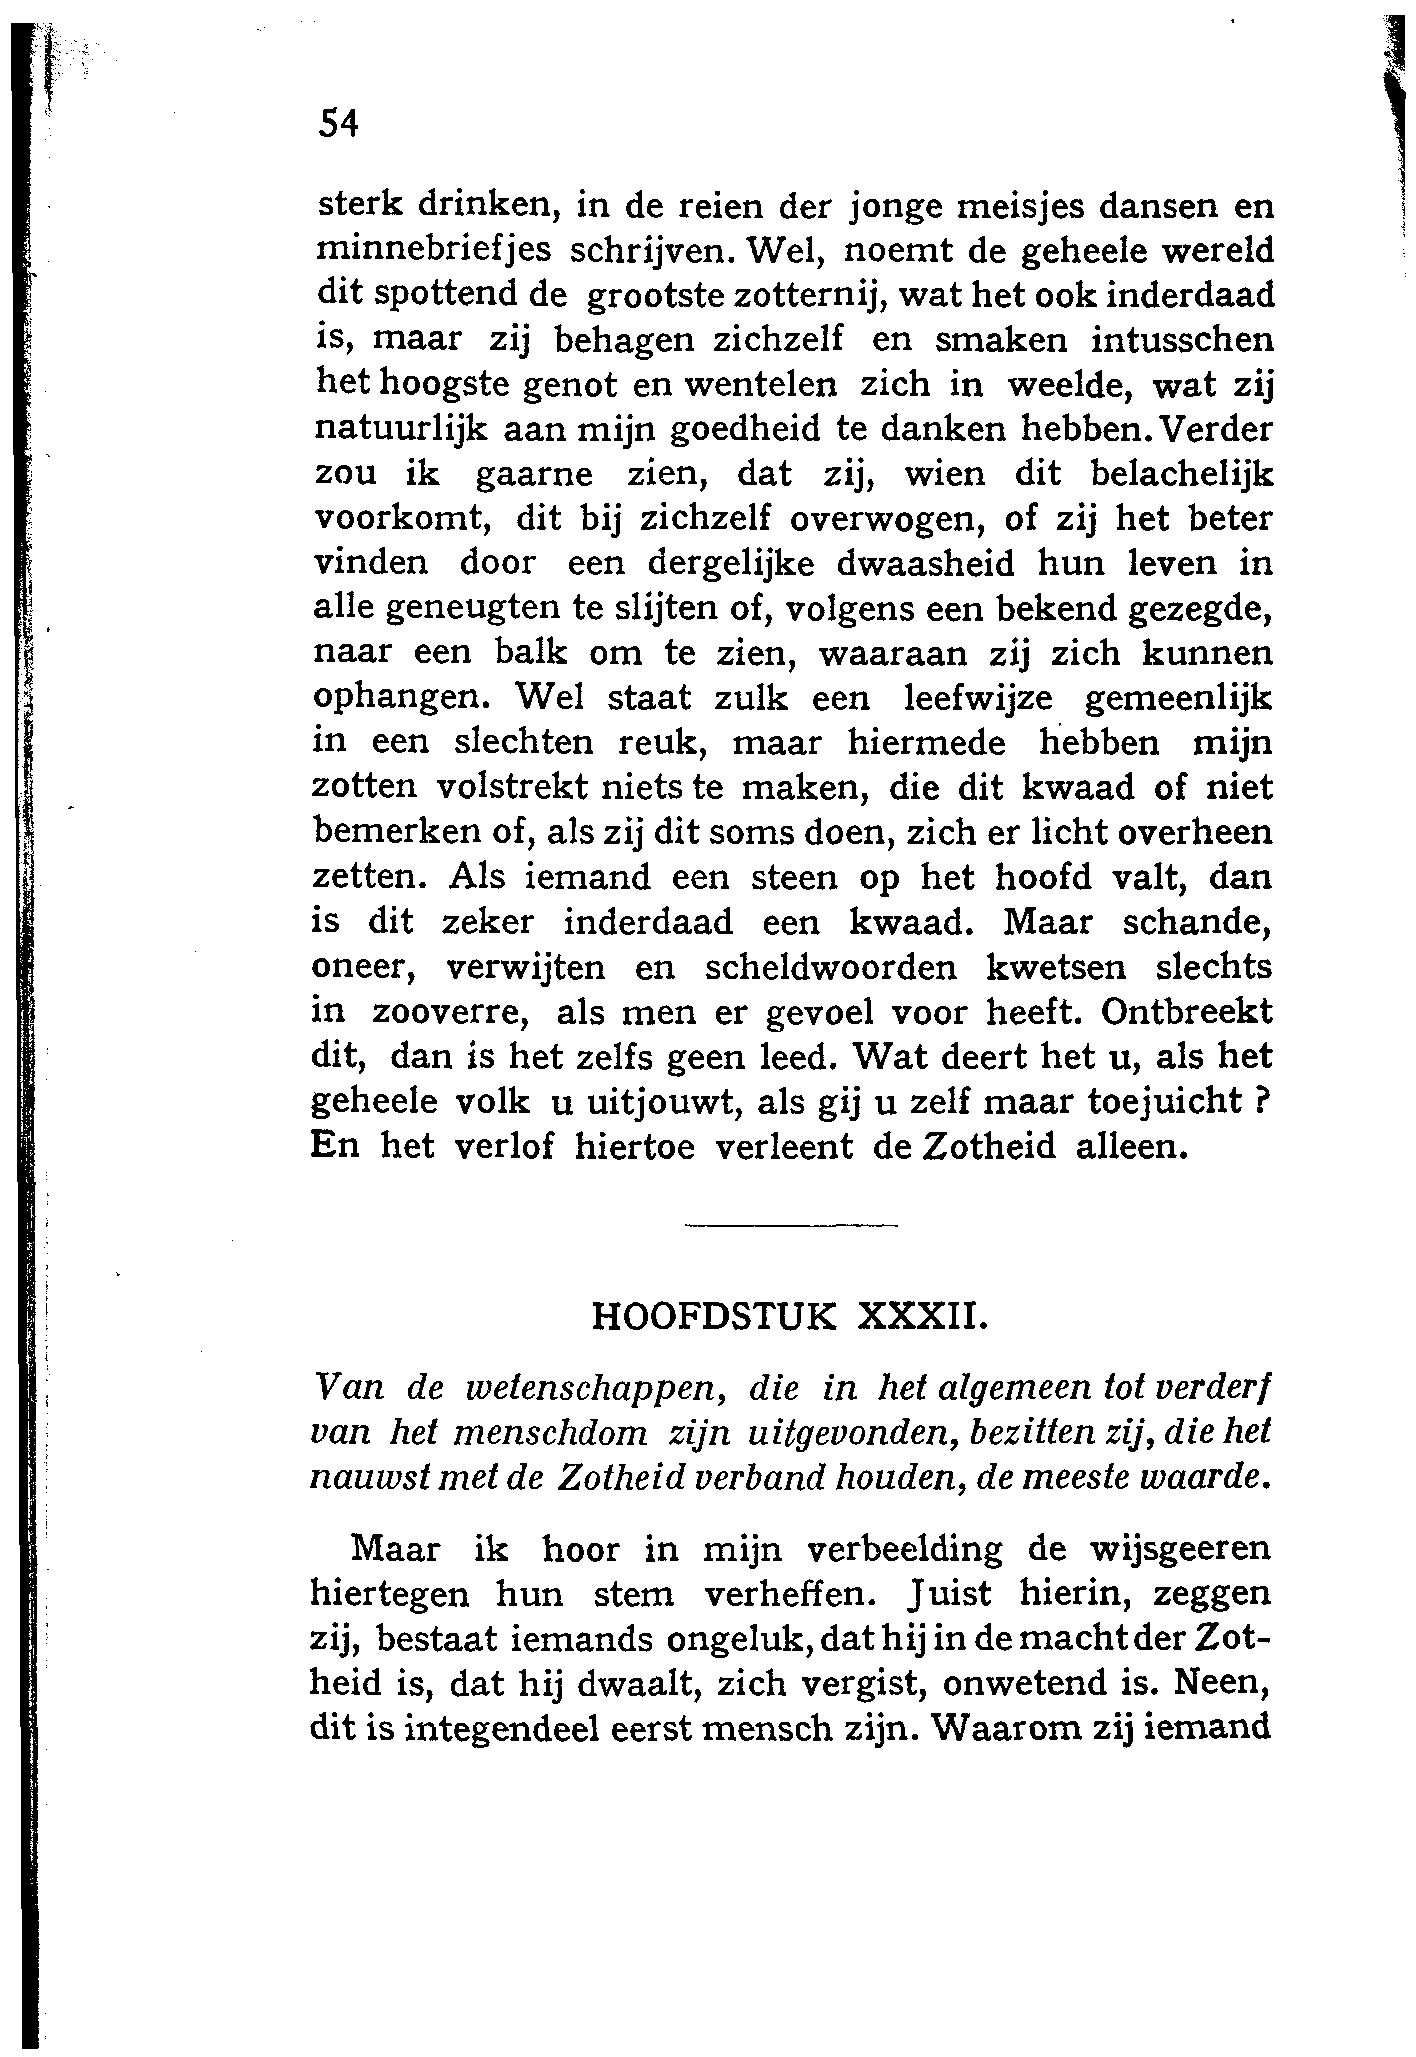 54
sterk drinken, in de reien der jonge meisjes dansen en
minnebriefjes schrijven. Wel, noemt de geheele wereld
dit spottend de grootste zotternij, wat het ook inderdaad
is, maar zij behagen zichzelf en smaken intusschen
het hoogste genot en wentelen zich in weelde, wat zij
natuurlijk aan mijn goedheid te danken hebben. Verder
zou ik gaarne zien, dat zij, wien dit belachelijk
voorkomt, dit bij zichzelf overwogen, of zij het beter
vinden door een dergelijke dwaasheid hun leven in
alle geneugten te slijten of, volgens een bekend gezegde,
naar een balk om te zien, waaraan zij zich kunnen
ophangen. Wel staat zulk een leefwijze gemeenlijk
in een slechten reuk, maar hiermede hebben mijn
zotten volstrekt niets te maken, die dit kwaad of niet
bemerken of, als zij dit soms doen, zich er licht overheen
zetten. Als iemand een steen op het hoofd valt, dan
is dit zeker inderdaad een kwaad. Maar schande,
oneer, verwijten en scheldwoorden kwetsen slechts
in zooverre, als men er gevoel voor heeft. Ontbreekt
dit, dan is het zelfs geen leed. Wat deert het u, als het
geheele volk u uitjouwt, als gij u zelf maar toejuicht ?
En het verlof hiertoe verleent de Zotheid alleen.
HOOFDSTUK XXXII.
Van de wetenschappen, die in het algemeen tot verderf
van het menschdom zijn uitgevonden, bezitten zij, die het
nauwst met de Zotheid verband houden, de meeste waarde.
Maar ik hoor in mijn verbeelding de wijsgeeren
hiertegen hun stem verheffen. Juist hierin, zeggen
zij, bestaat iemands ongeluk, dat hij in de macht der Zot-
heid is, dat hij dwaalt, zich vergist, onwetend is. Neen,
dit is integendeel eerst mensch zijn. Waarom zij iemand